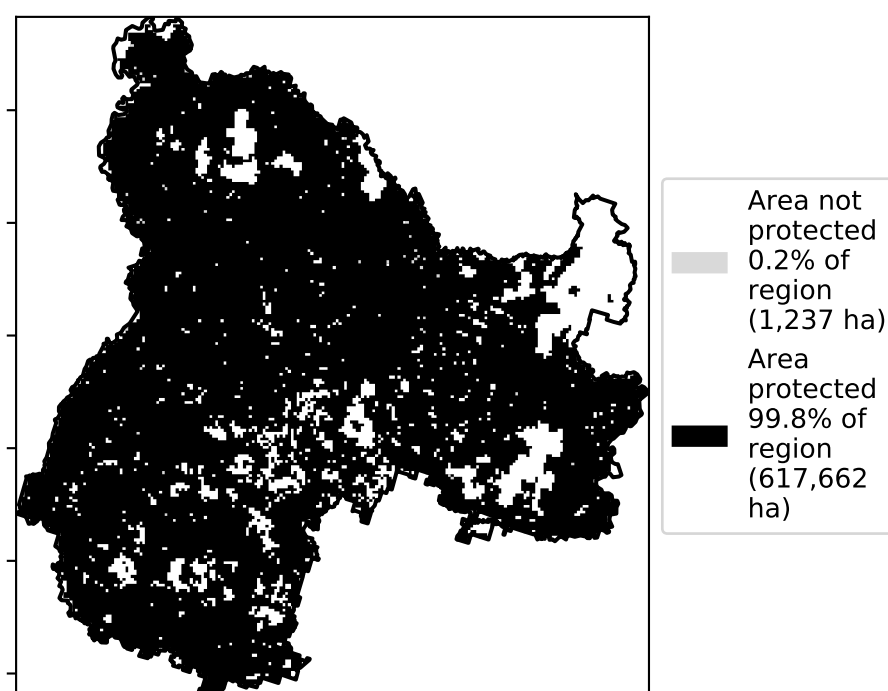 Area not
protected
0.2% of
region
(1,237 ha)
Area
protected
99.8% of
region
(617,662
ha)